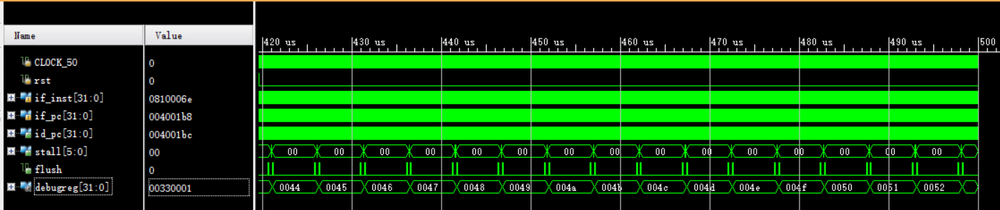 Name Value
420 us 430 us 440 us 450 us 460 us 470 us 480 us 490 us 500
CLOCK_50 0
rst 0
if_inst[31:0] 0810006e
if_pc[31:0] 004001b8
id_pc[31:0] 004001bc
stall[5:0] 00 00 00 00 00 00 00 00 00 00 00 00 00 00 00 00
flush 0
debugreg[31:0] 00330001 0044 0045 0046 0047 0048 0049 004a 004b 004c 004d 004e 004f 0050 0051 0052